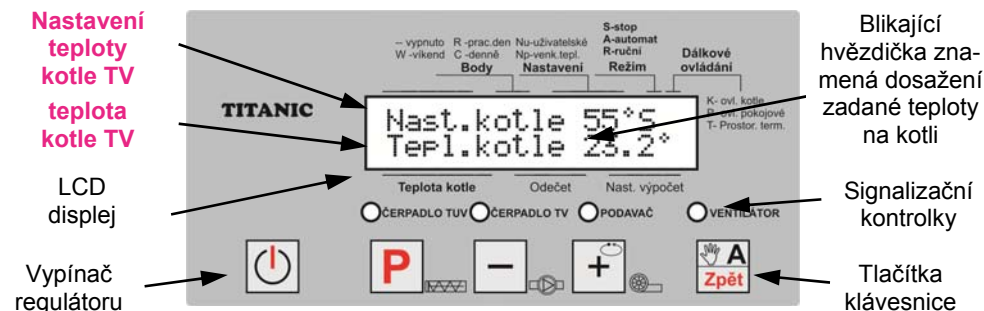 Nastavení
teploty
kotle TV
teplota
kotle TV
LCD
displej
Vypínač
regulátoru
-- vypnuto R -prac.den Nu-uživatelské
W -víkend C -denně Np-venk.tepl.
Body Nastavení
S-stop
A-automat
R-ruční
Režim
Dálkové
ovládání
TITANIC
K- ovl. kotle
P- ovl. pokojové
T- Prostor. term.
Nast.kotle 55°S
Tepl.kotle 23.2°
Teplota kotle Odečet Nast. výpočet
ČERPADLO TUV ČERPADLO TV PODAVAČ VENTILÁTOR
P − + A
Zpět
Blikající
hvězdička zna-
mená dosažení
zadané teploty
na kotli
Signalizační
kontrolky
Tlačítka
klávesnice